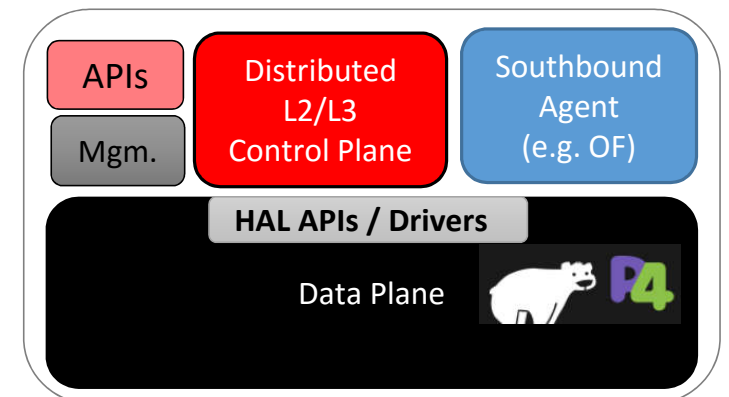 APIs
Mgm.
Distributed
L2/L3
Control Plane
Southbound
Agent
(e.g. OF)
HAL APIs / Drivers
Data Plane
P4